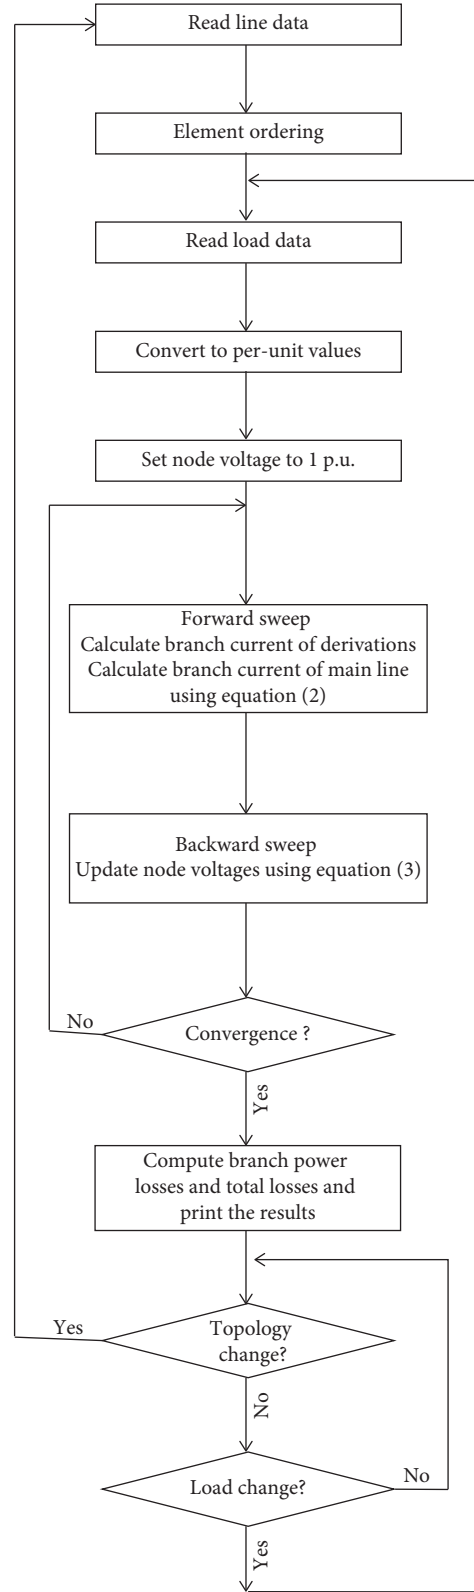 Read line data
Element ordering
Read load data
Convert to per-unit values
Set node voltage to 1 p.u.
Forward sweep
Calculate branch current of derivations
Calculate branch current of main line
using equation (2)
Backward sweep
Update node voltages using equation (3)
No
Convergence ?
Yes
Compute branch power
losses and total losses and
print the results
Yes
Topology
change?
No
Load change?
No
Yes